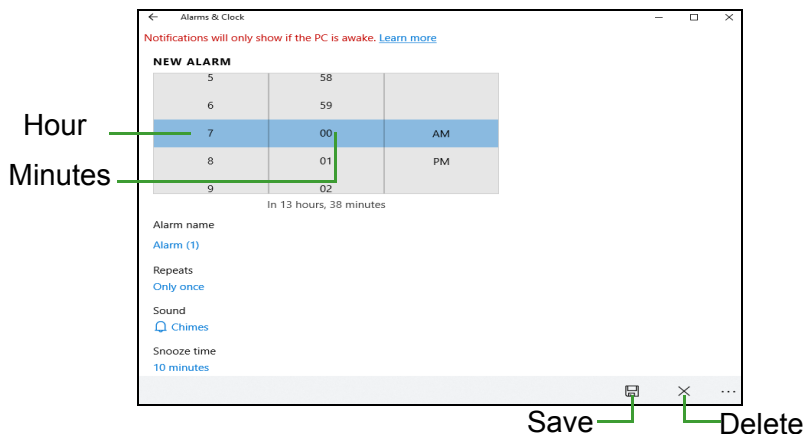 Alarms & Clock
Notifications will only show if the PC is awake. Learn more
NEW ALARM
5 58
6 59
Hour
7 00 AM
8 01 PM
Minutes
9 02
In 13 hours, 38 minutes
Alarm name
Alarm (1)
Repeats
Only once
Sound
Chimes
Snooze time
10 minutes
Save
Delete